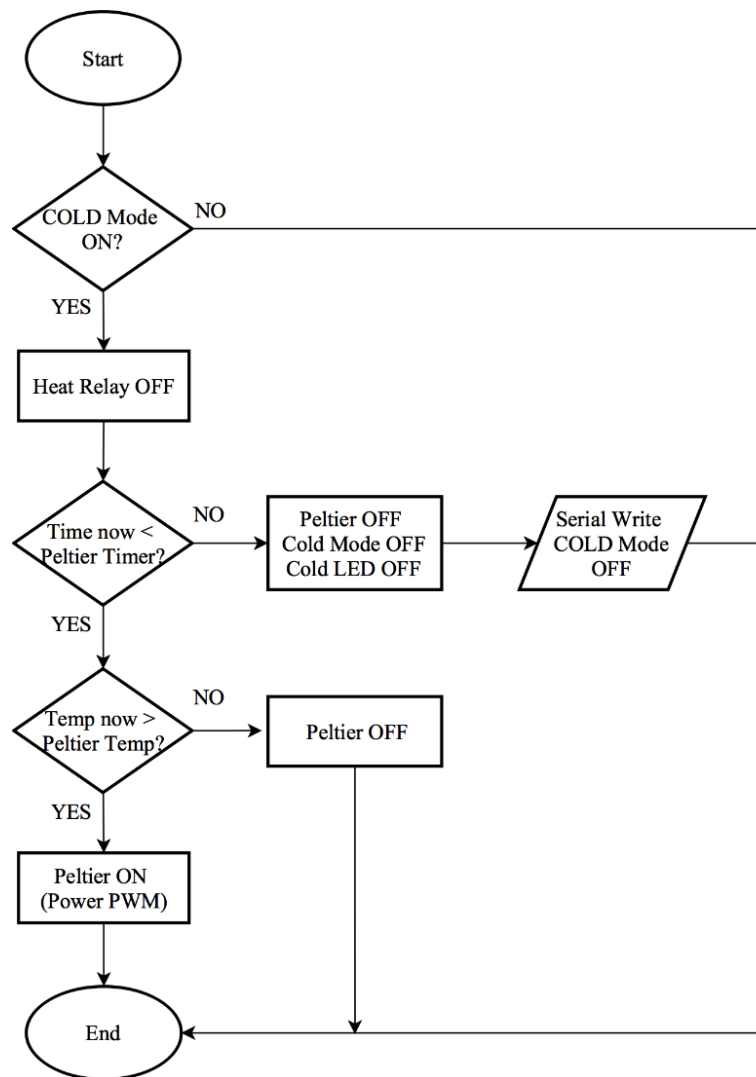 Start
COLD Mode
ON?
NO
YES
Heat Relay OFF
Time now <
Peltier Timer?
NO
Peltier OFF
Cold Mode OFF
Cold LED OFF
Serial Write
COLD Mode
OFF
YES
Temp now >
Peltier Temp?
NO
Peltier OFF
YES
Peltier ON
(Power PWM)
End